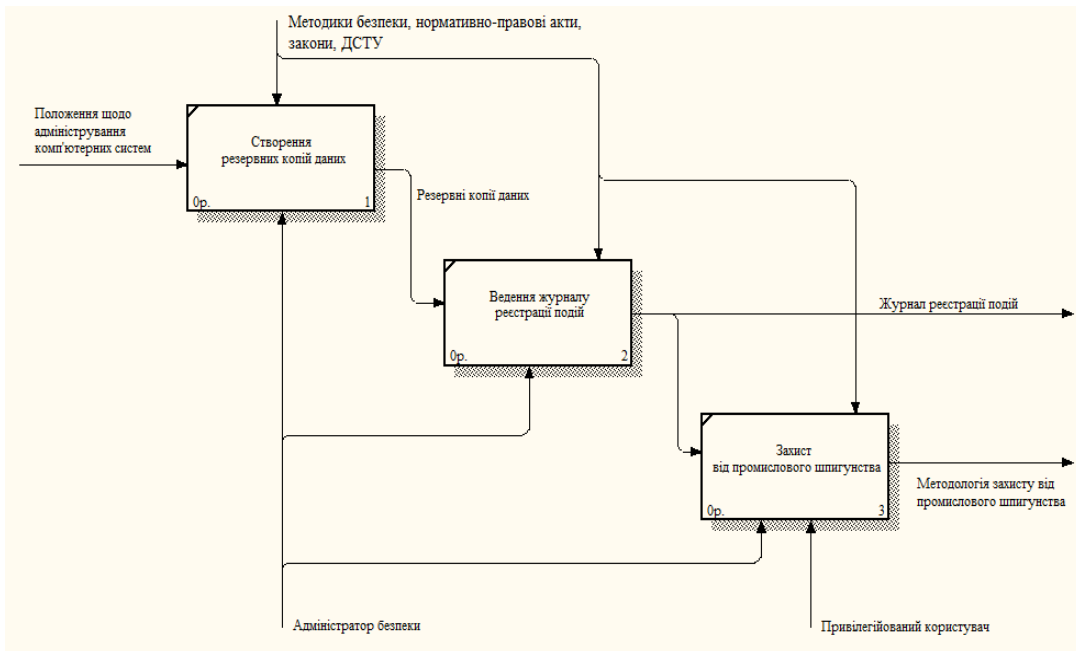 Методики безпеки, нормативно-правові акти,
закони, ДСТУ
Положення щодо
адміністрування
комп'ютерних систем
Створення
резервних копій даних
0р.
1
Резервні копії даних
Ведення журналу
реєстрації подій
0р.
2
Журнал реєстрації подій
Захист
від промислового шпигунства
0р.
3
Методологія захисту від
промислового шпигунства
Адміністратор безпеки
Привілегійований користувач